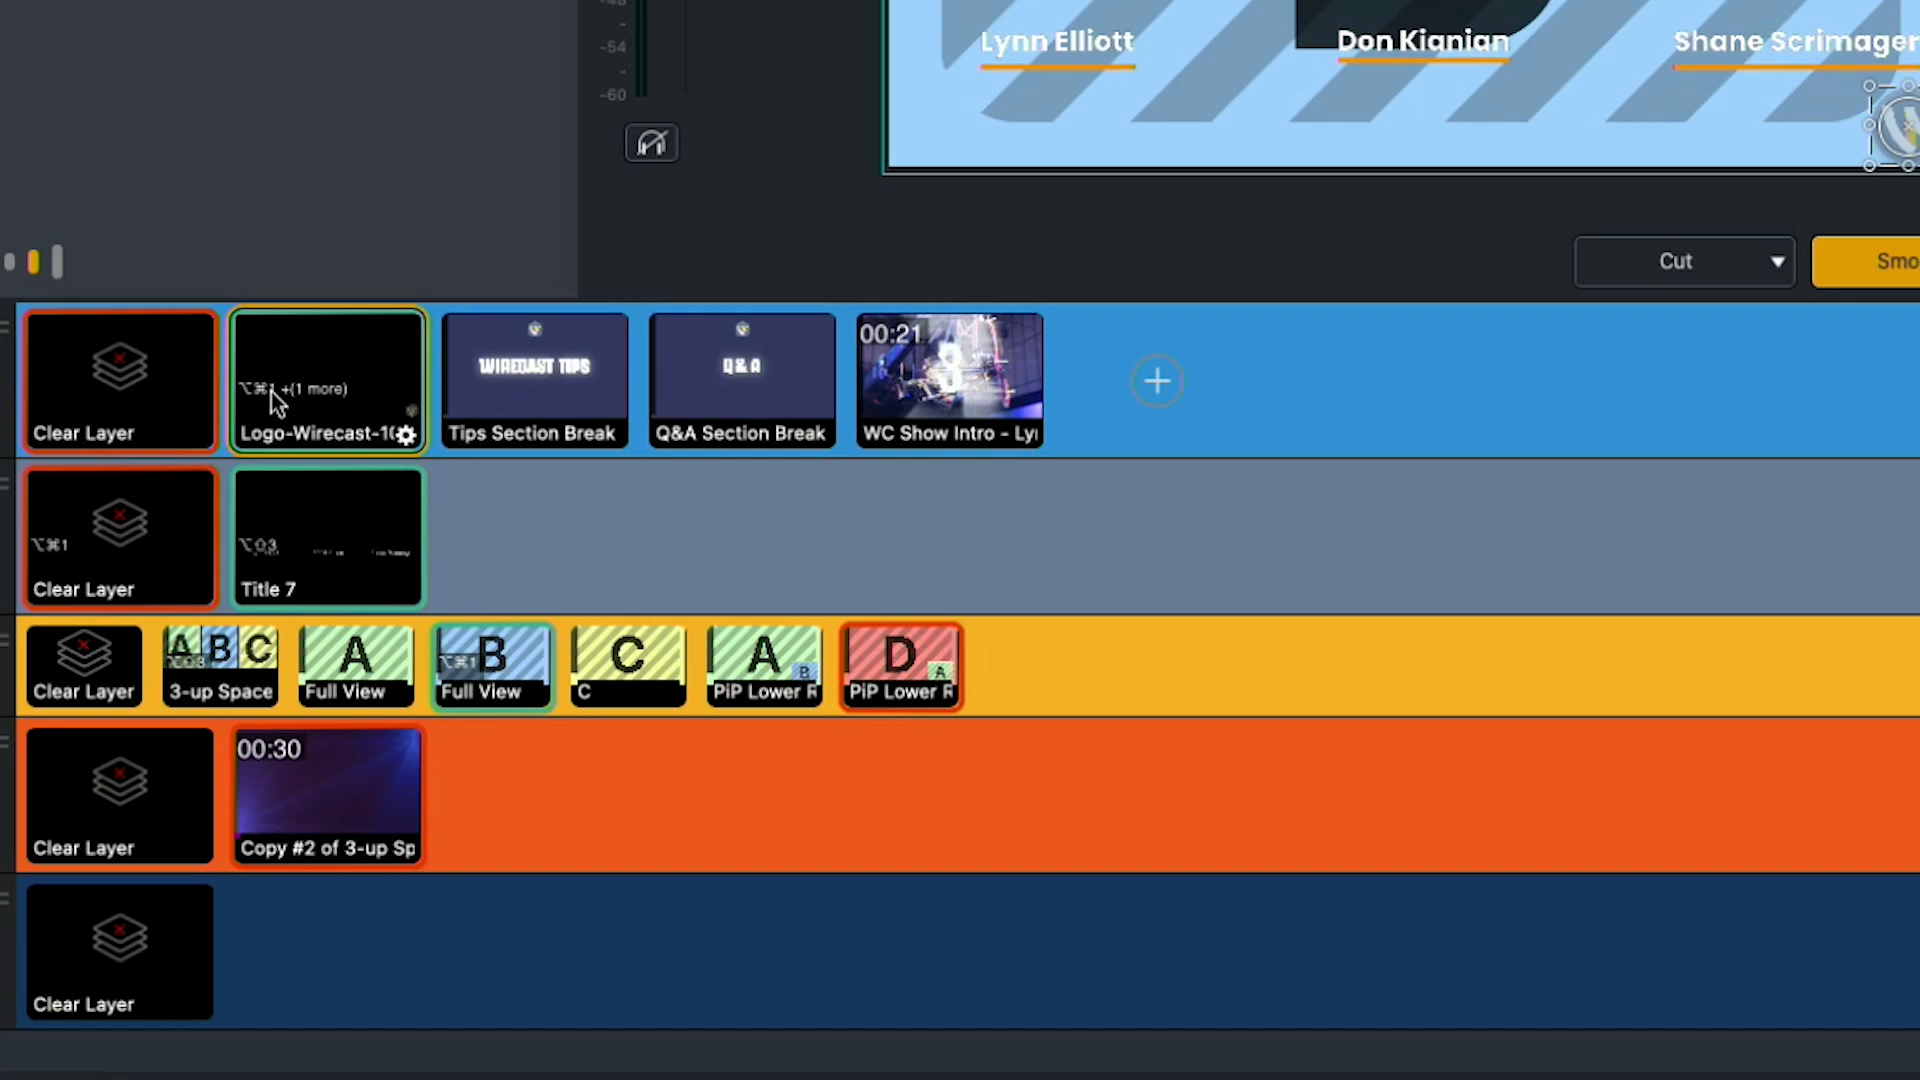 -48
-54
-60
Lynn Elliott
Don Kianian
Shane Scrimager
Cut
Smo
⌥⌘1 +(1 more)
WIRECAST TIPS
Q & A
00:21
Clear Layer
Logo-Wirecast-10
Tips Section Break
Q&A Section Break
WC Show Intro - Ly
⌥⌘1
⌥⇧3
Clear Layer
Title 7
A B C
A
B
⌥⌘1
C
A
B
D
A
Clear Layer
3-up Space
Full View
Full View
C
PiP Lower R
PiP Lower R
00:30
Clear Layer
Copy #2 of 3-up Sp
Clear Layer